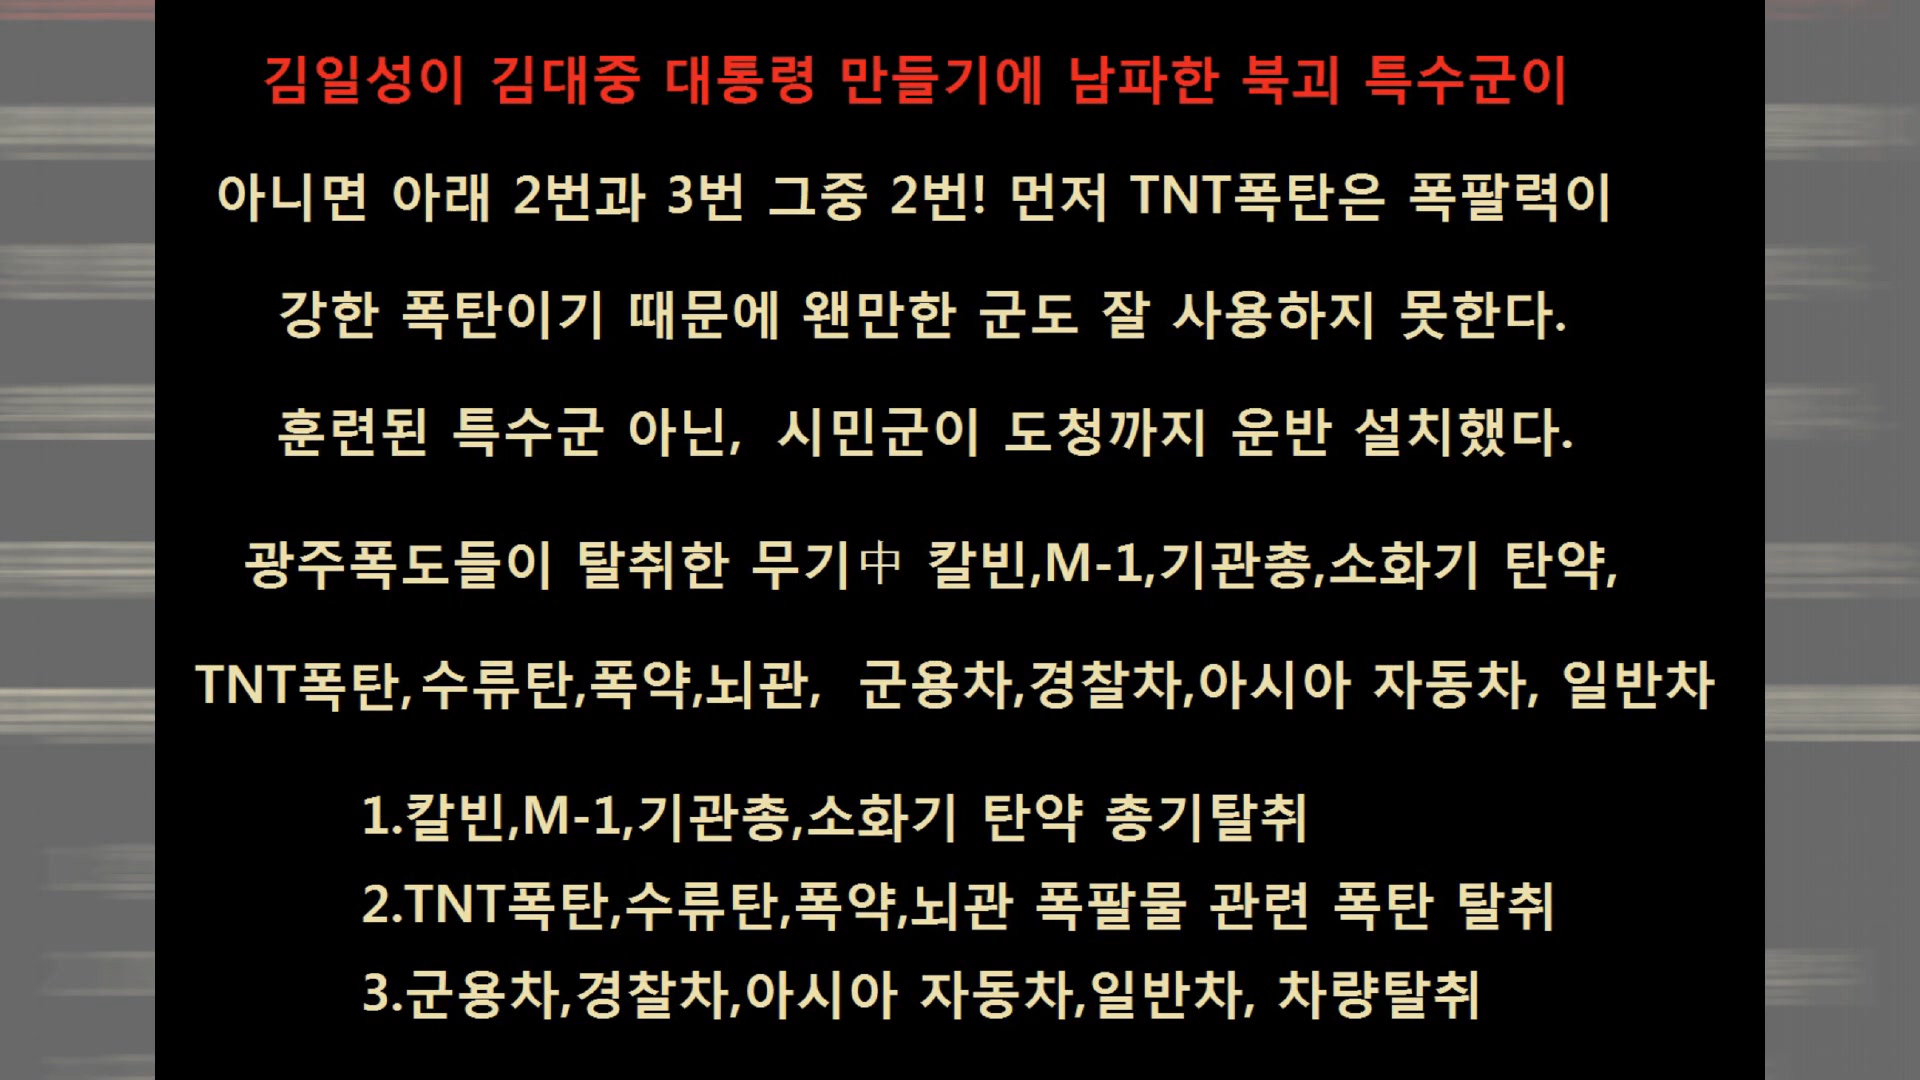 김일성이 김대중 대통령 만들기에 남파한 북괴 특수군이
아니면 아래 2번과 3번 그중 2번! 먼저 TNT폭탄은 폭팔력이
강한 폭탄이기 때문에 왠만한 군도 잘 사용하지 못한다.
훈련된 특수군 아닌, 시민군이 도청까지 운반 설치했다.
광주폭도들이 탈취한 무기中 칼빈,M-1,기관총,소화기 탄약,
TNT폭탄,수류탄,폭약,뇌관, 군용차,경찰차,아시아 자동차, 일반차
1.칼빈,M-1,기관총,소화기 탄약 총기탈취
2.TNT폭탄,수류탄,폭약,뇌관 폭팔물 관련 폭탄 탈취
3.군용차,경찰차,아시아 자동차,일반차, 차량탈취